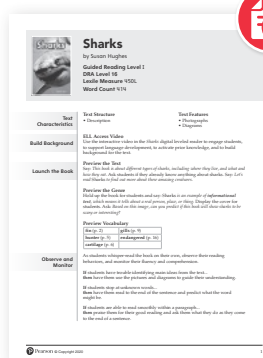 Sharks
Sharks
by Susan Hughes
Guided Reading Level I
DRA Level 16
Lexile Measure 450L
Word Count 414
Text Characteristics
Text Structure
• Description
Text Features
• Photographs
• Diagrams
Build Background
ELL Access Video
Use the interactive video in the Sharks digital leveled reader to engage students,
to support language development, to activate prior knowledge, and to build
background for the text.
Launch the Book
Preview the Text
Say: This book is about different types of sharks, including where they live, and what and
how they eat. Ask students if they already know anything about sharks. Say: Let's
read Sharks to find out more about these amazing creatures.
Preview the Genre
Hold up the book for students and say: Sharks is an example of informational
text, which means it tells about a real person, place, or thing. Display the cover for
students. Ask: Based on this image, can you predict if this book will show sharks to be
scary or interesting?
Preview Vocabulary
fin (p. 2) gills (p. 9)
hunter (p. 5) endangered (p. 16)
cartilage (p. 6)
Observe and Monitor
As students whisper-read the book on their own, observe their reading
behaviors, and monitor their fluency and comprehension.
If students have trouble identifying main ideas from the text...
then have them use the pictures and diagrams to guide their understanding.
If students stop at unknown words...
then have them read to the end of the sentence and predict what the word
might be.
If students are able to read smoothly within a paragraph...
then praise them for their good reading and ask them what they do as they come
to the end of a sentence.
Pearson © Copyright 2020
1